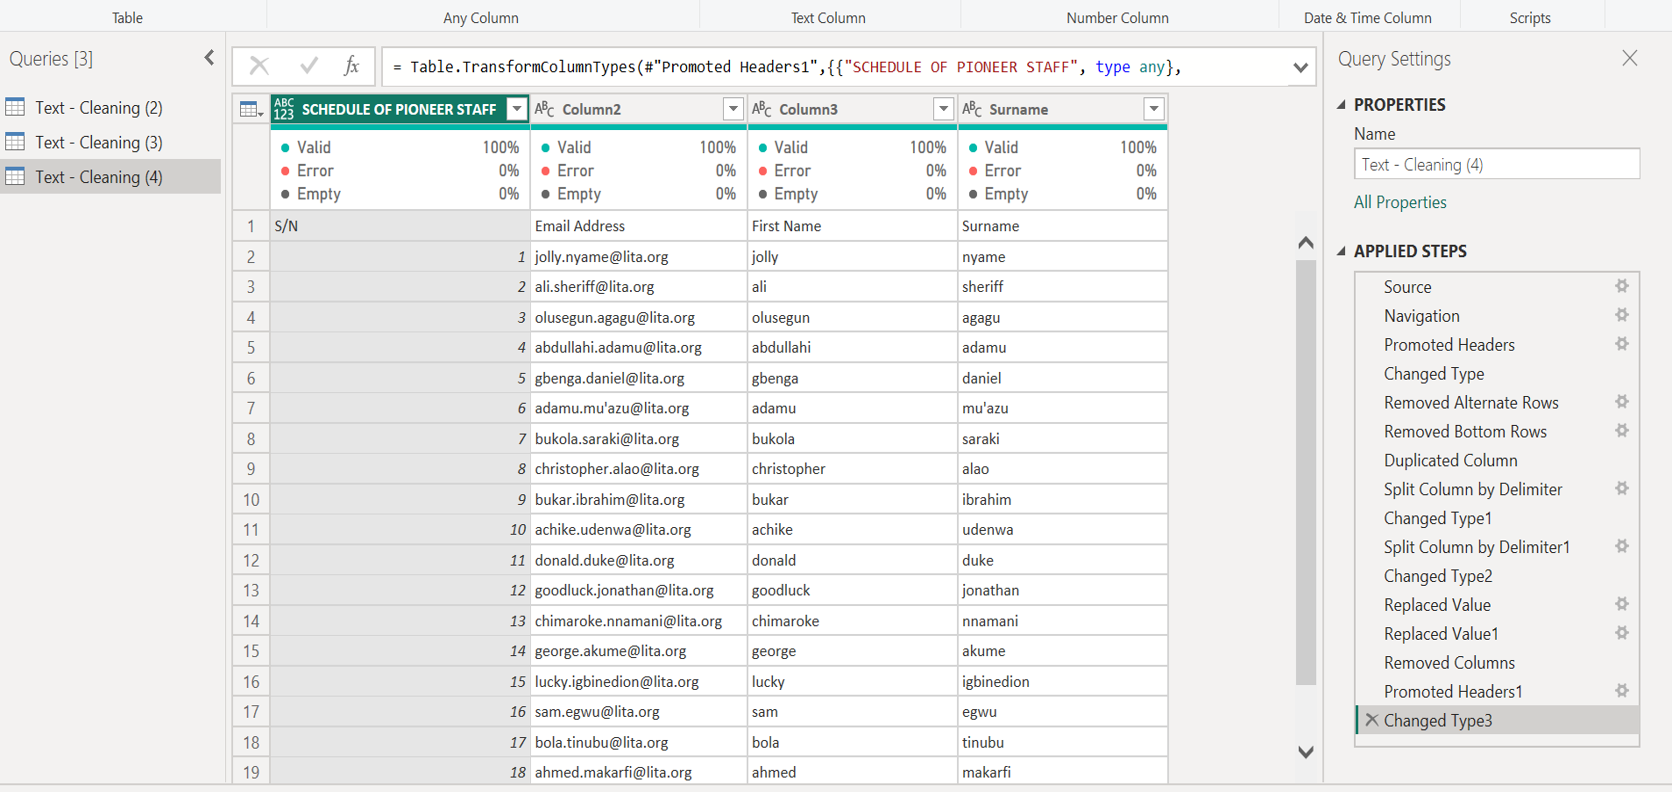 Table Any Column Text Column Number Column Date & Time Column Scripts
Queries [3]
Text - Cleaning (2)
Text - Cleaning (3)
Text - Cleaning (4)
fx = Table.TransformColumnTypes(#"Promoted Headers1",{{"SCHEDULE OF PIONEER STAFF", type any},
ABC 123 SCHEDULE OF PIONEER STAFF ABC Column2 ABC Column3 ABC Surname
Valid 100% Valid 100% Valid 100% Valid 100%
Error 0% Error 0% Error 0% Error 0%
Empty 0% Empty 0% Empty 0% Empty 0%
1 S/N Email Address First Name Surname
2 1 jolly.nyame@lita.org jolly nyame
3 2 ali.sheriff@lita.org ali sheriff
4 3 olusegun.agagu@lita.org olusegun agagu
5 4 abdullahi.adamu@lita.org abdullahi adamu
6 5 gbenga.daniel@lita.org gbenga daniel
7 6 adamu.mu'azu@lita.org adamu mu'azu
8 7 bukola.saraki@lita.org bukola saraki
9 8 christopher.alao@lita.org christopher alao
10 9 bukar.ibrahim@lita.org bukar ibrahim
11 10 achike.udenwa@lita.org achike udenwa
12 11 donald.duke@lita.org donald duke
13 12 goodluck.jonathan@lita.org goodluck jonathan
14 13 chimaroke.nnamani@lita.org chimaroke nnamani
15 14 george.akume@lita.org george akume
16 15 lucky.igbinedion@lita.org lucky igbinedion
17 16 sam.egwu@lita.org sam egwu
18 17 bola.tinubu@lita.org bola tinubu
19 18 ahmed.makarfi@lita.org ahmed makarfi
Query Settings
PROPERTIES
Name
Text - Cleaning (4)
All Properties
APPLIED STEPS
Source
Navigation
Promoted Headers
Changed Type
Removed Alternate Rows
Removed Bottom Rows
Duplicated Column
Split Column by Delimiter
Changed Type1
Split Column by Delimiter1
Changed Type2
Replaced Value
Replaced Value1
Removed Columns
Promoted Headers1
Changed Type3